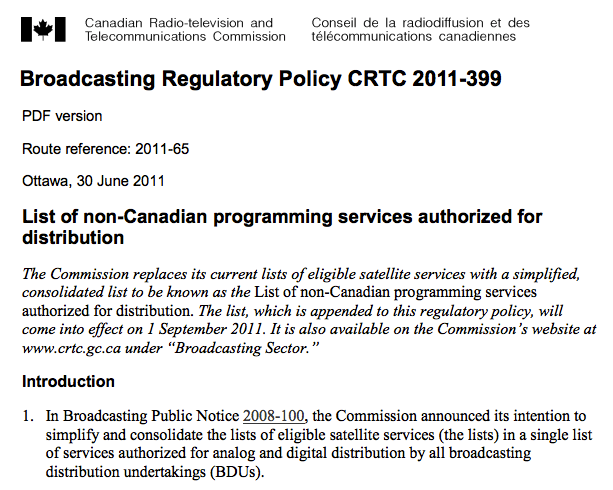 Canadian Radio-television and
Telecommunications Commission
Conseil de la radiodiffusion et des
télécommunications canadiennes
Broadcasting Regulatory Policy CRTC 2011-399
PDF version
Route reference: 2011-65
Ottawa, 30 June 2011
List of non-Canadian programming services authorized for
distribution
The Commission replaces its current lists of eligible satellite services with a simplified,
consolidated list to be known as the List of non-Canadian programming services
authorized for distribution. The list, which is appended to this regulatory policy, will
come into effect on 1 September 2011. It is also available on the Commission's website at
www.crtc.gc.ca under “Broadcasting Sector.”
Introduction
1. In Broadcasting Public Notice 2008-100, the Commission announced its intention to
simplify and consolidate the lists of eligible satellite services (the lists) in a single list
of services authorized for analog and digital distribution by all broadcasting
distribution undertakings (BDUs).